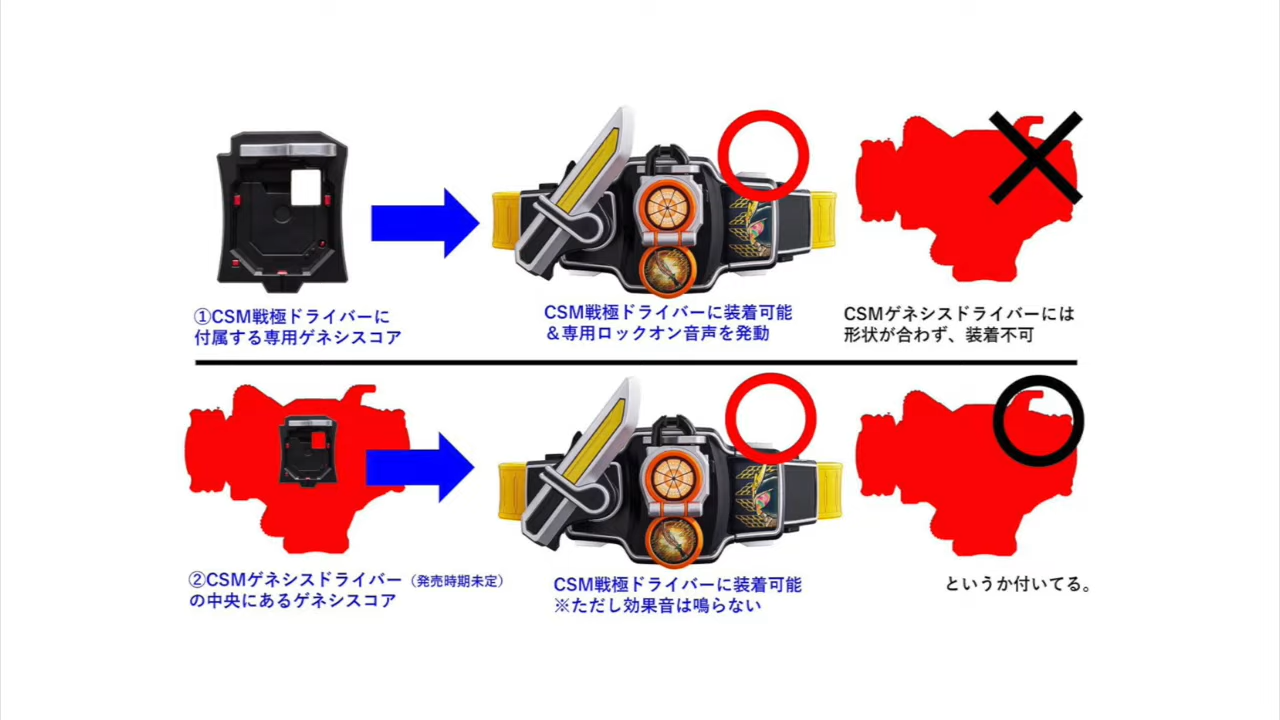 ①CSM戦極ドライバーに
付属する専用ゲネシスコア
CSM戦極ドライバーに装着可能
＆専用ロックオン音声を発動
CSMゲネシスドライバーには
形状が合わず、装着不可
②CSMゲネシスドライバー（発売時期未定）
の中央にあるゲネシスコア
CSM戦極ドライバーに装着可能
※ただし効果音は鳴らない
というか付いてる。